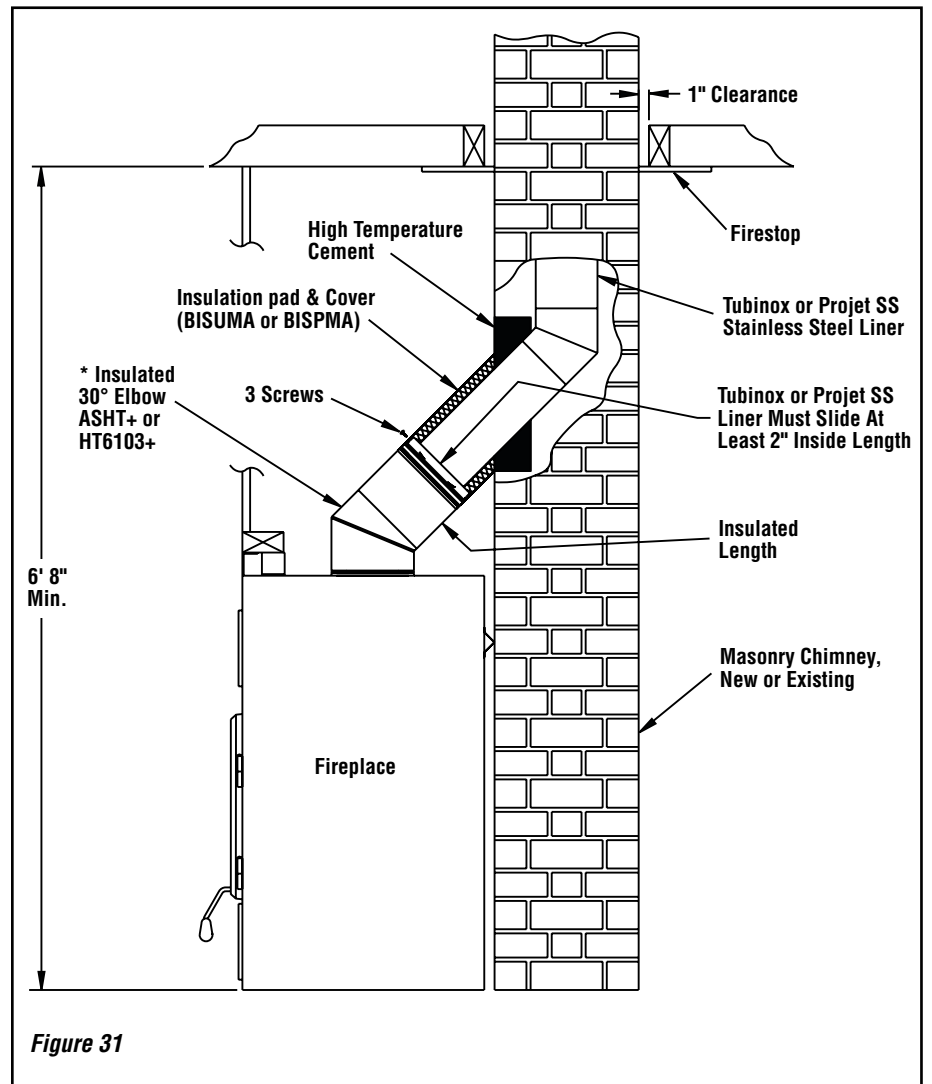 1" Clearance
Firestop
High Temperature
Cement
Insulation pad & Cover
(BISUMA or BISPMA)
Tubinox or Projet SS
Stainless Steel Liner
* Insulated
30° Elbow
ASHT+ or
HT6103+
3 Screws
Tubinox or Projet SS
Liner Must Slide At
Least 2" Inside Length
Insulated
Length
6' 8"
Min.
Masonry Chimney,
New or Existing
Fireplace
Figure 31